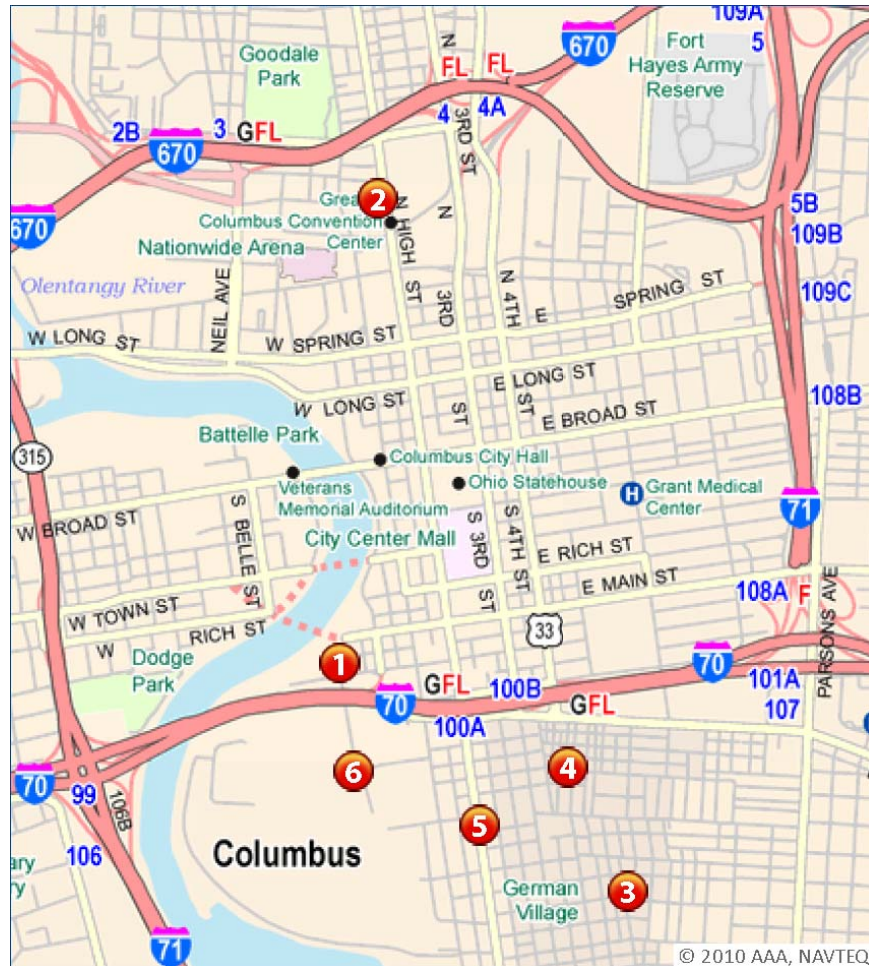 109A
5
Goodale
Park
N
FL
FL
670
Fort
Hayes Army
Reserve
2B
3
GFL
4
4A
3RD ST
670
670
2
Columbus Convention
Center
N HIGH ST
N
3RD
ST
N 4TH
ST
5B
109B
Nationwide Arena
Olentangy River
NEIL AVE
E SPRING ST
109C
W LONG ST
W SPRING ST
W LONG ST
E LONG ST
E BROAD ST
108B
Battelle Park
315
Columbus City Hall
Veterans
Memorial Auditorium
Ohio Statehouse
H
Grant Medical
Center
71
W BROAD ST
S BELLE ST
City Center Mall
S 3RD
ST
S 4TH ST
E RICH ST
E MAIN ST
W TOWN ST
W RICH ST
108A
F
PARSONS AVE
33
Dodge
Park
1
70
GFL
100B
100A
GFL
70
101A
107
70
99
106B
106
6
4
5
Columbus
3
German
Village
71
© 2010 AAA, NAVTEQ